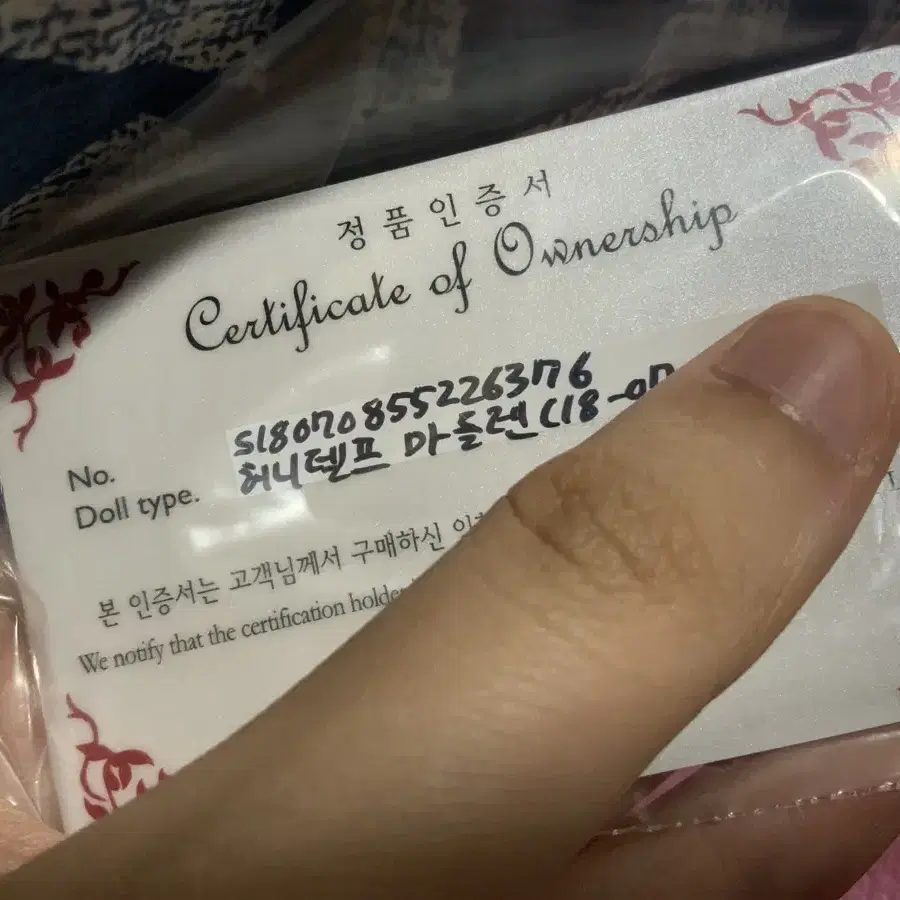 정품인증서
Certificate of Ownership
No. S18070855226376
Doll type. 허니델프 마들렌 (18-07
본 인증서는 고객님께서 구매하신
We notify that the certification holde